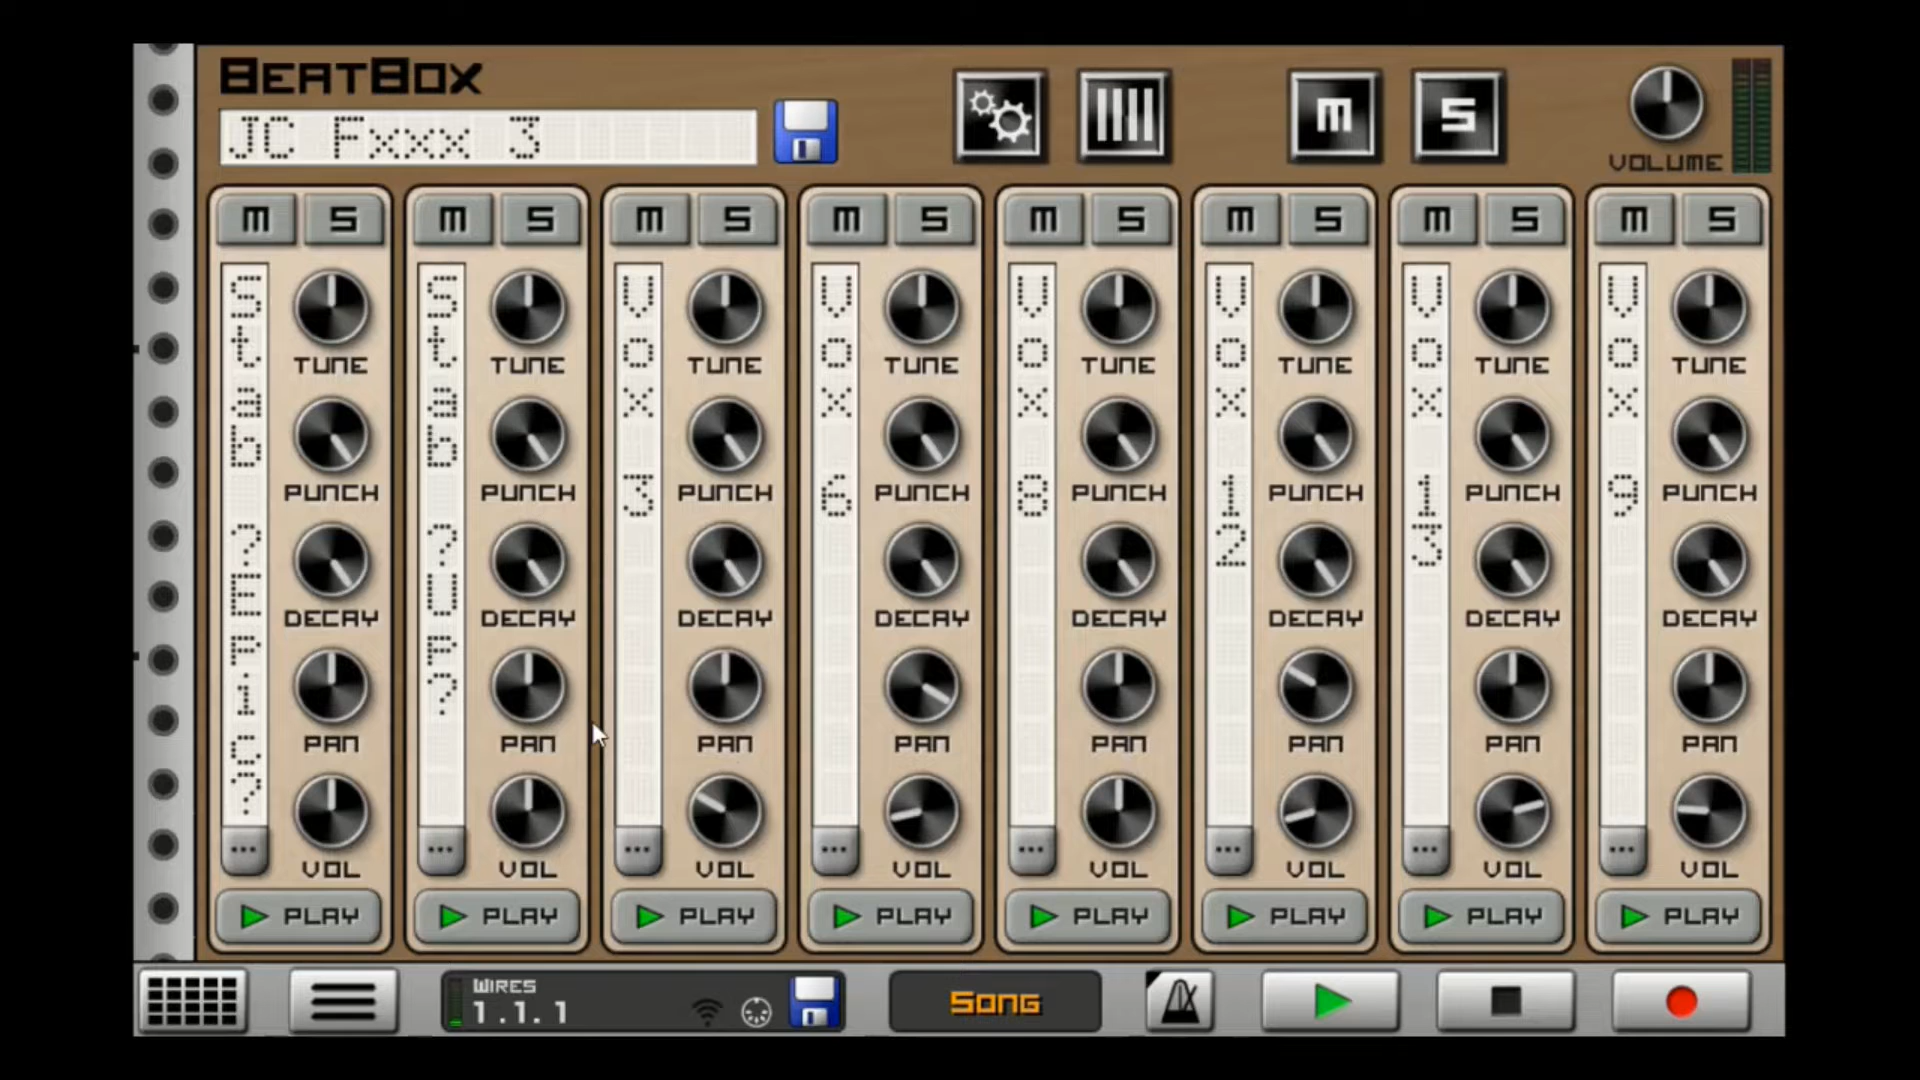 BEATBOX
JC Fxxx 3
M S
VOLUME
M S M S M S M S M S M S M S M S
Stab ?Epic?
Stab ?UP?
Vox 3
Vox 6
Vox 8
Vox 12
Vox 13
Vox 9
TUNE TUNE TUNE TUNE TUNE TUNE TUNE TUNE
PUNCH PUNCH PUNCH PUNCH PUNCH PUNCH PUNCH PUNCH
DECAY DECAY DECAY DECAY DECAY DECAY DECAY DECAY
PAN PAN PAN PAN PAN PAN PAN PAN
VOL VOL VOL VOL VOL VOL VOL VOL
... ... ... ... ... ... ... ...
PLAY PLAY PLAY PLAY PLAY PLAY PLAY PLAY
WIRES
1.1.1
SONG